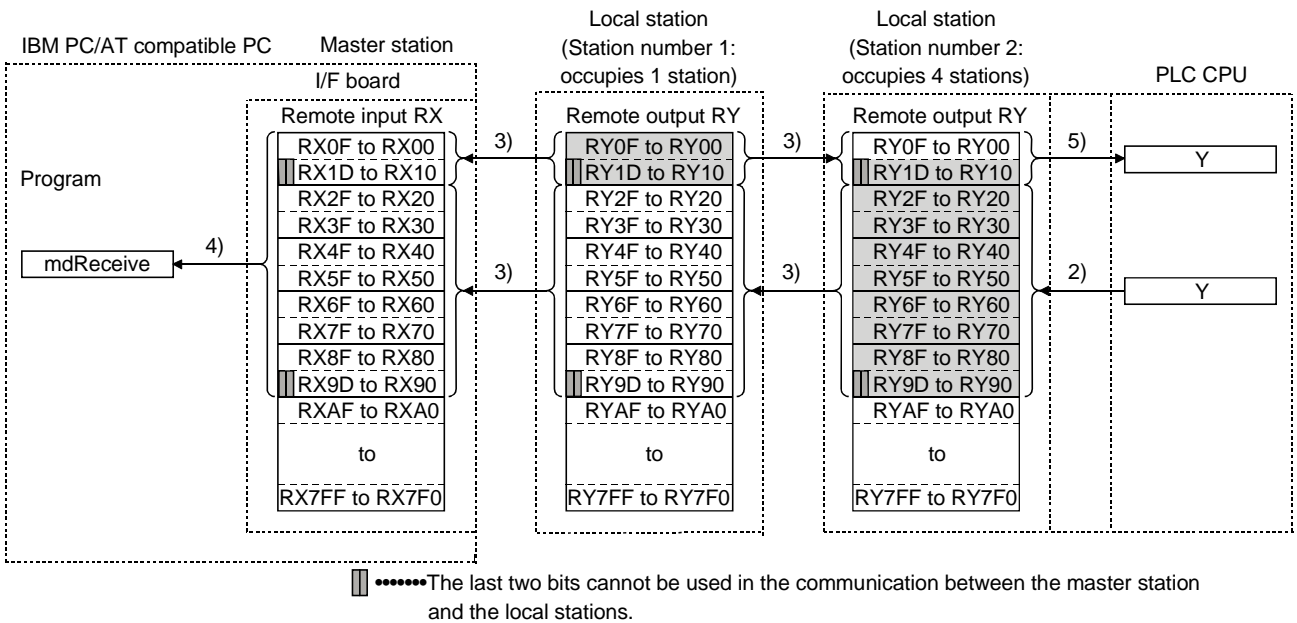 IBM PC/AT compatible PC
Master station
I/F board
Local station
(Station number 1:
occupies 1 station)
Local station
(Station number 2:
occupies 4 stations)
PLC CPU
Program
mdReceive
4)
Remote input RX
RX0F to RX00
RX1D to RX10
RX2F to RX20
RX3F to RX30
RX4F to RX40
RX5F to RX50
RX6F to RX60
RX7F to RX70
RX8F to RX80
RX9D to RX90
RXAF to RXA0
to
RX7FF to RX7F0
3)
3)
Remote output RY
RY0F to RY00
RY1D to RY10
RY2F to RY20
RY3F to RY30
RY4F to RY40
RY5F to RY50
RY6F to RY60
RY7F to RY70
RY8F to RY80
RY9D to RY90
RYAF to RYA0
to
RY7FF to RY7F0
3)
3)
Remote output RY
RY0F to RY00
RY1D to RY10
RY2F to RY20
RY3F to RY30
RY4F to RY40
RY5F to RY50
RY6F to RY60
RY7F to RY70
RY8F to RY80
RY9D to RY90
RYAF to RYA0
to
RY7FF to RY7F0
5)
Y
2)
Y
•••••••The last two bits cannot be used in the communication between the master station
and the local stations.